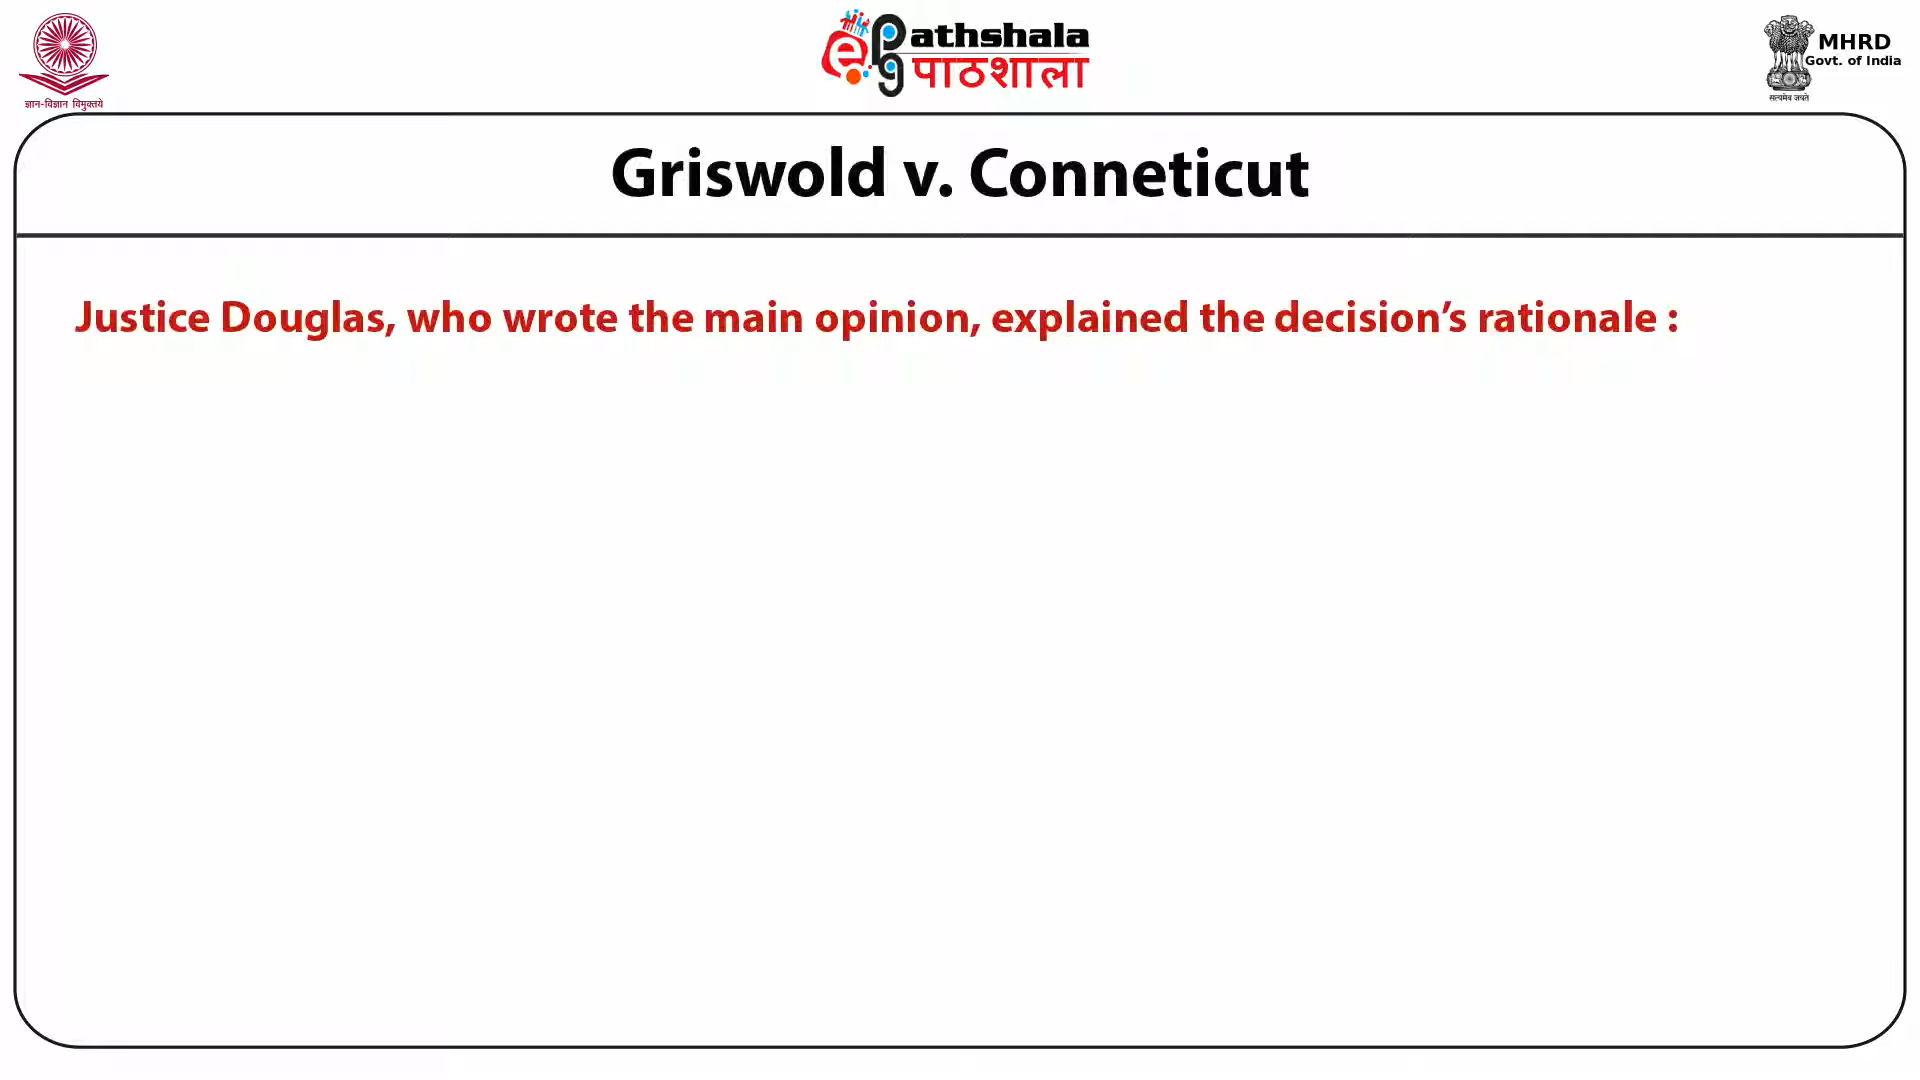 ज्ञान-विज्ञान विमुक्तये
ePathshala
पाठशाला
MHRD
Govt. of India
सत्यमेव जयते
Griswold v. Conneticut
Justice Douglas, who wrote the main opinion, explained the decision’s rationale :